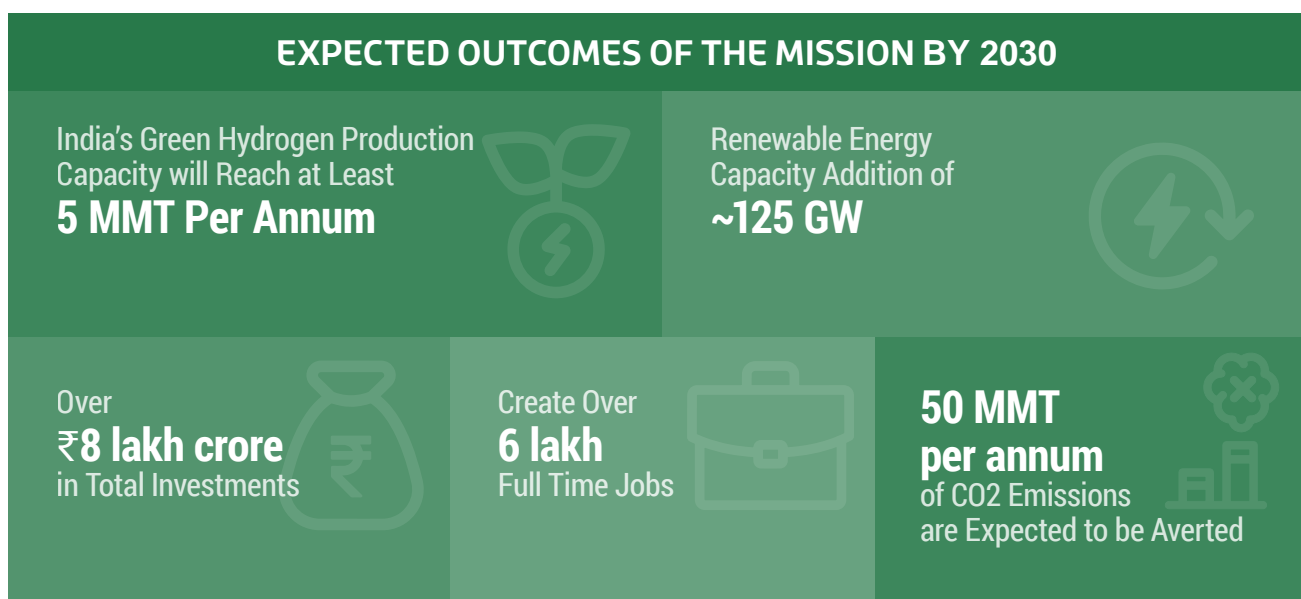 EXPECTED OUTCOMES OF THE MISSION BY 2030
India’s Green Hydrogen Production
Capacity will Reach at Least
5 MMT Per Annum
Renewable Energy
Capacity Addition of
~125 GW
Over
₹8 lakh crore
in Total Investments
₹
Create Over
6 lakh
Full Time Jobs
50 MMT
per annum
of CO2 Emissions
are Expected to be Averted